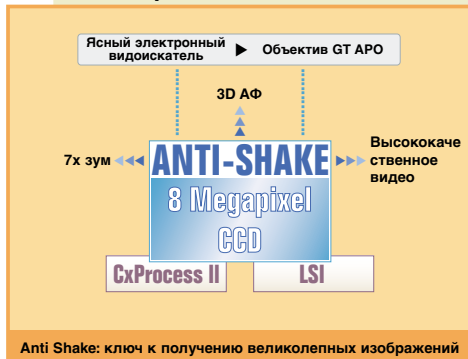 Ясный электронный
видоискатель
Объектив GT APO
3D АФ
7x зум
ANTI-SHAKE
Высококаче
ственное
видео
8 Megapixel
CCD
CxProcess II
LSI
Anti Shake: ключ к получению великолепных изображений